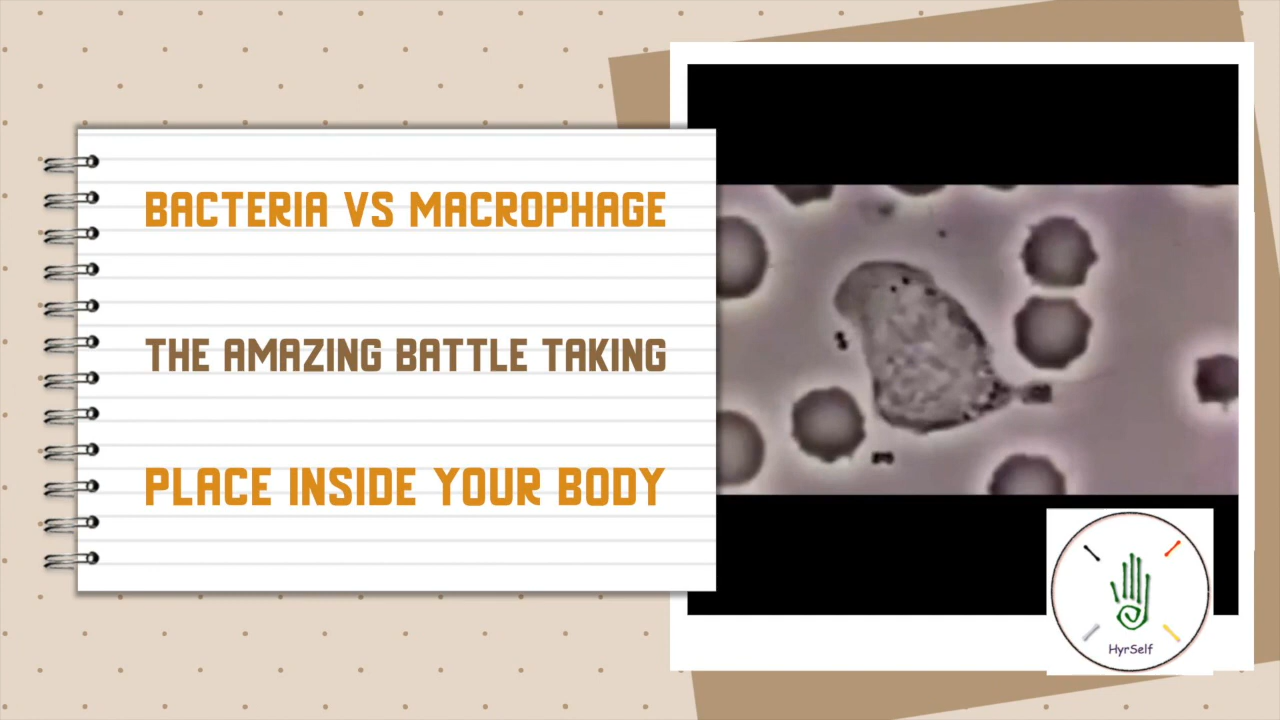 BACTERIA VS MACROPHAGE
THE AMAZING BATTLE TAKING
PLACE INSIDE YOUR BODY
HyrSelf